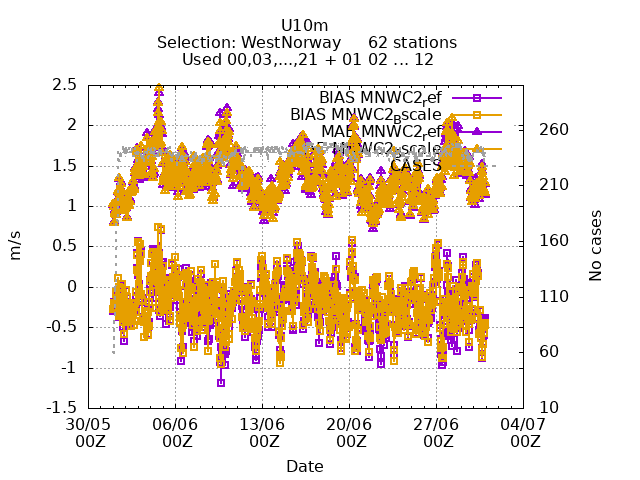 U10m
Selection: WestNorway 62 stations
Used 00,03,...,21 + 01 02 ... 12
BIAS MNWC2_ref
BIAS MNWC2_Bscale
MAE MNWC2_ref
MNWC2_Bscale
CASES
2.5
2
1.5
1
0.5
0
-0.5
-1
-1.5
m/s
260
210
160
110
60
10
No cases
30/05 06/06 13/06 20/06 27/06 04/07
00Z 00Z 00Z 00Z 00Z 00Z
Date